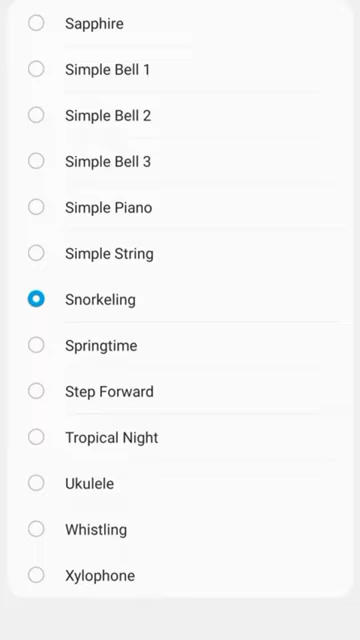 Sapphire
Simple Bell 1
Simple Bell 2
Simple Bell 3
Simple Piano
Simple String
Snorkeling
Springtime
Step Forward
Tropical Night
Ukulele
Whistling
Xylophone